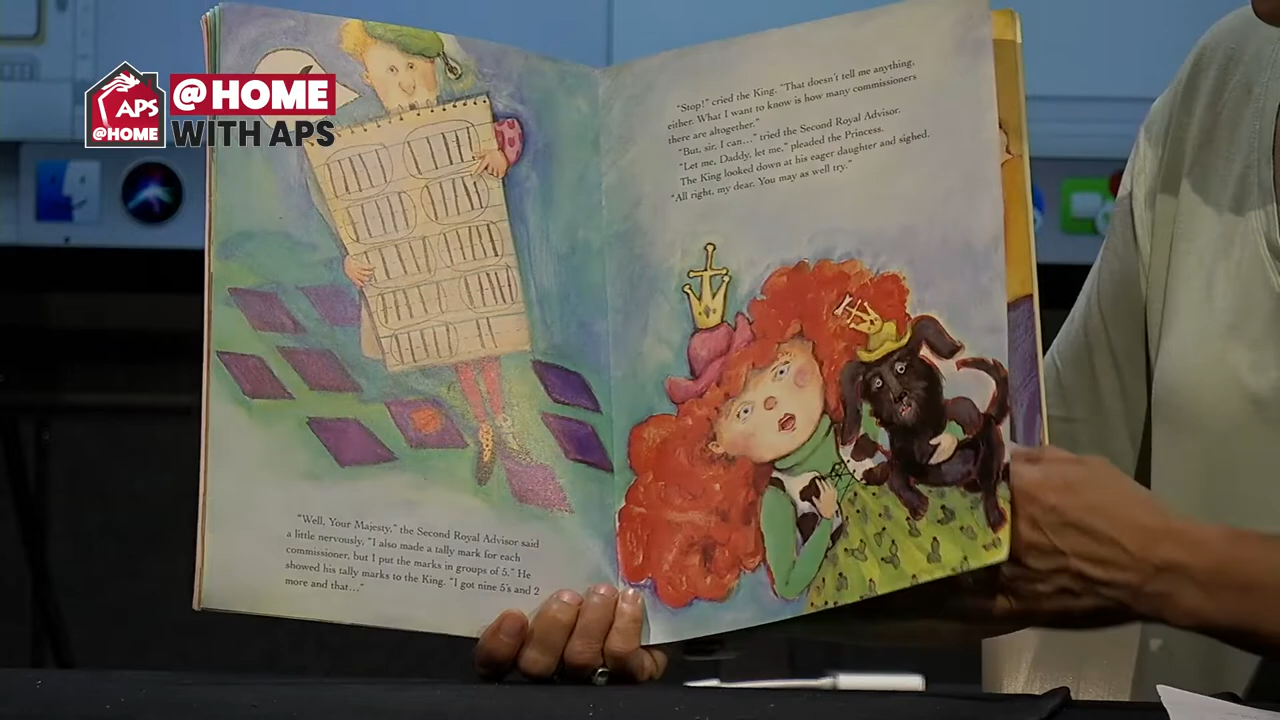 APS
@HOME
@HOME
WITH APS
"Stop!" cried the King. "That doesn't tell me anything,
either. What I want to know is how many commissioners
there are altogether."
"But, sir, I can…" tried the Second Royal Advisor.
"Let me, Daddy, let me," pleaded the Princess.
The King looked down at his eager daughter and sighed.
"All right, my dear. You may as well try."
"Well, Your Majesty," the Second Royal Advisor said
a little nervously, "I also made a tally mark for each
commissioner, but I put the marks in groups of 5." He
showed his tally marks to the King. "I got nine 5's and 2
more and that…"